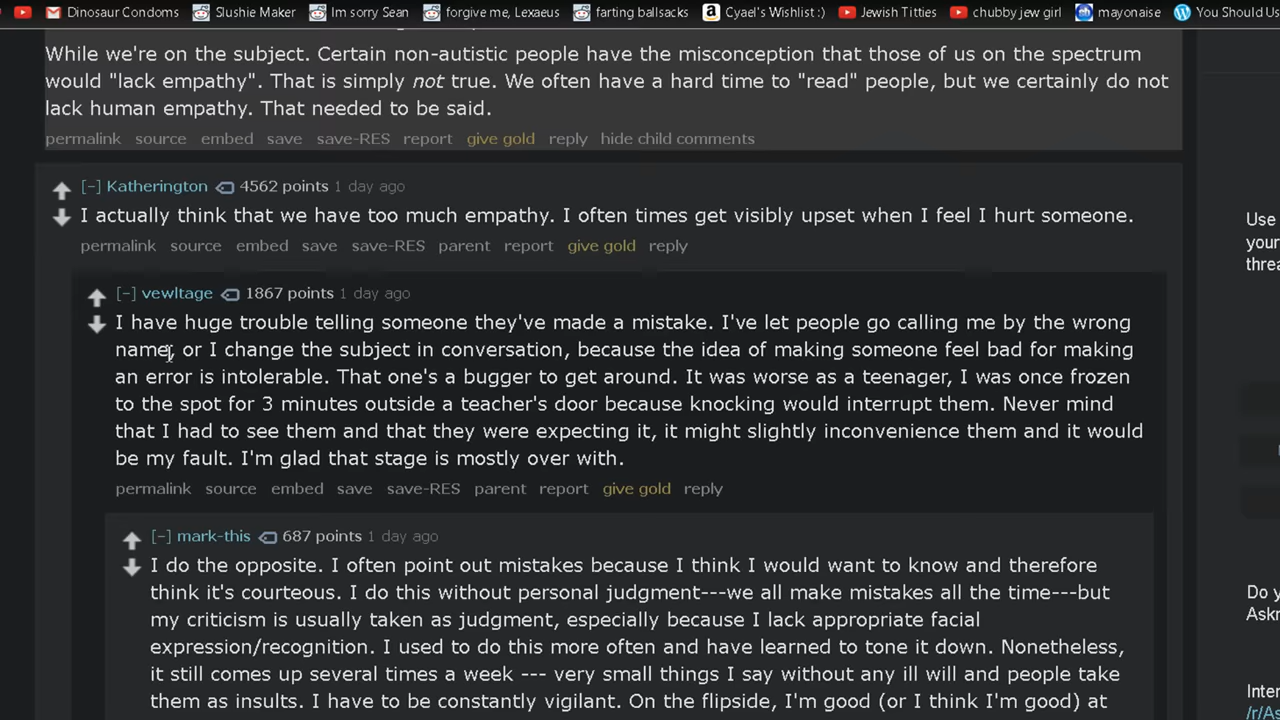 Dinosaur Condoms Slushie Maker Im sorry Sean forgive me, Lexaeus farting ballsacks Cyael's Wishlist :) Jewish Titties chubby jew girl mayonaise You Should Us
While we're on the subject. Certain non-autistic people have the misconception that those of us on the spectrum
would "lack empathy". That is simply not true. We often have a hard time to "read" people, but we certainly do not
lack human empathy. That needed to be said.
permalink source embed save save-RES report give gold reply hide child comments
[–] Katherington 4562 points 1 day ago
I actually think that we have too much empathy. I often times get visibly upset when I feel I hurt someone.
permalink source embed save save-RES parent report give gold reply
Use
your
threa
[–] vewltage 1867 points 1 day ago
I have huge trouble telling someone they've made a mistake. I've let people go calling me by the wrong
name, or I change the subject in conversation, because the idea of making someone feel bad for making
an error is intolerable. That one's a bugger to get around. It was worse as a teenager, I was once frozen
to the spot for 3 minutes outside a teacher's door because knocking would interrupt them. Never mind
that I had to see them and that they were expecting it, it might slightly inconvenience them and it would
be my fault. I'm glad that stage is mostly over with.
permalink source embed save save-RES parent report give gold reply
[–] mark-this 687 points 1 day ago
I do the opposite. I often point out mistakes because I think I would want to know and therefore
think it's courteous. I do this without personal judgment---we all make mistakes all the time---but
my criticism is usually taken as judgment, especially because I lack appropriate facial
expression/recognition. I used to do this more often and have learned to tone it down. Nonetheless,
it still comes up several times a week --- very small things I say without any ill will and people take
them as insults. I have to be constantly vigilant. On the flipside, I'm good (or I think I'm good) at
Do y
Askr
Inter
/r/As